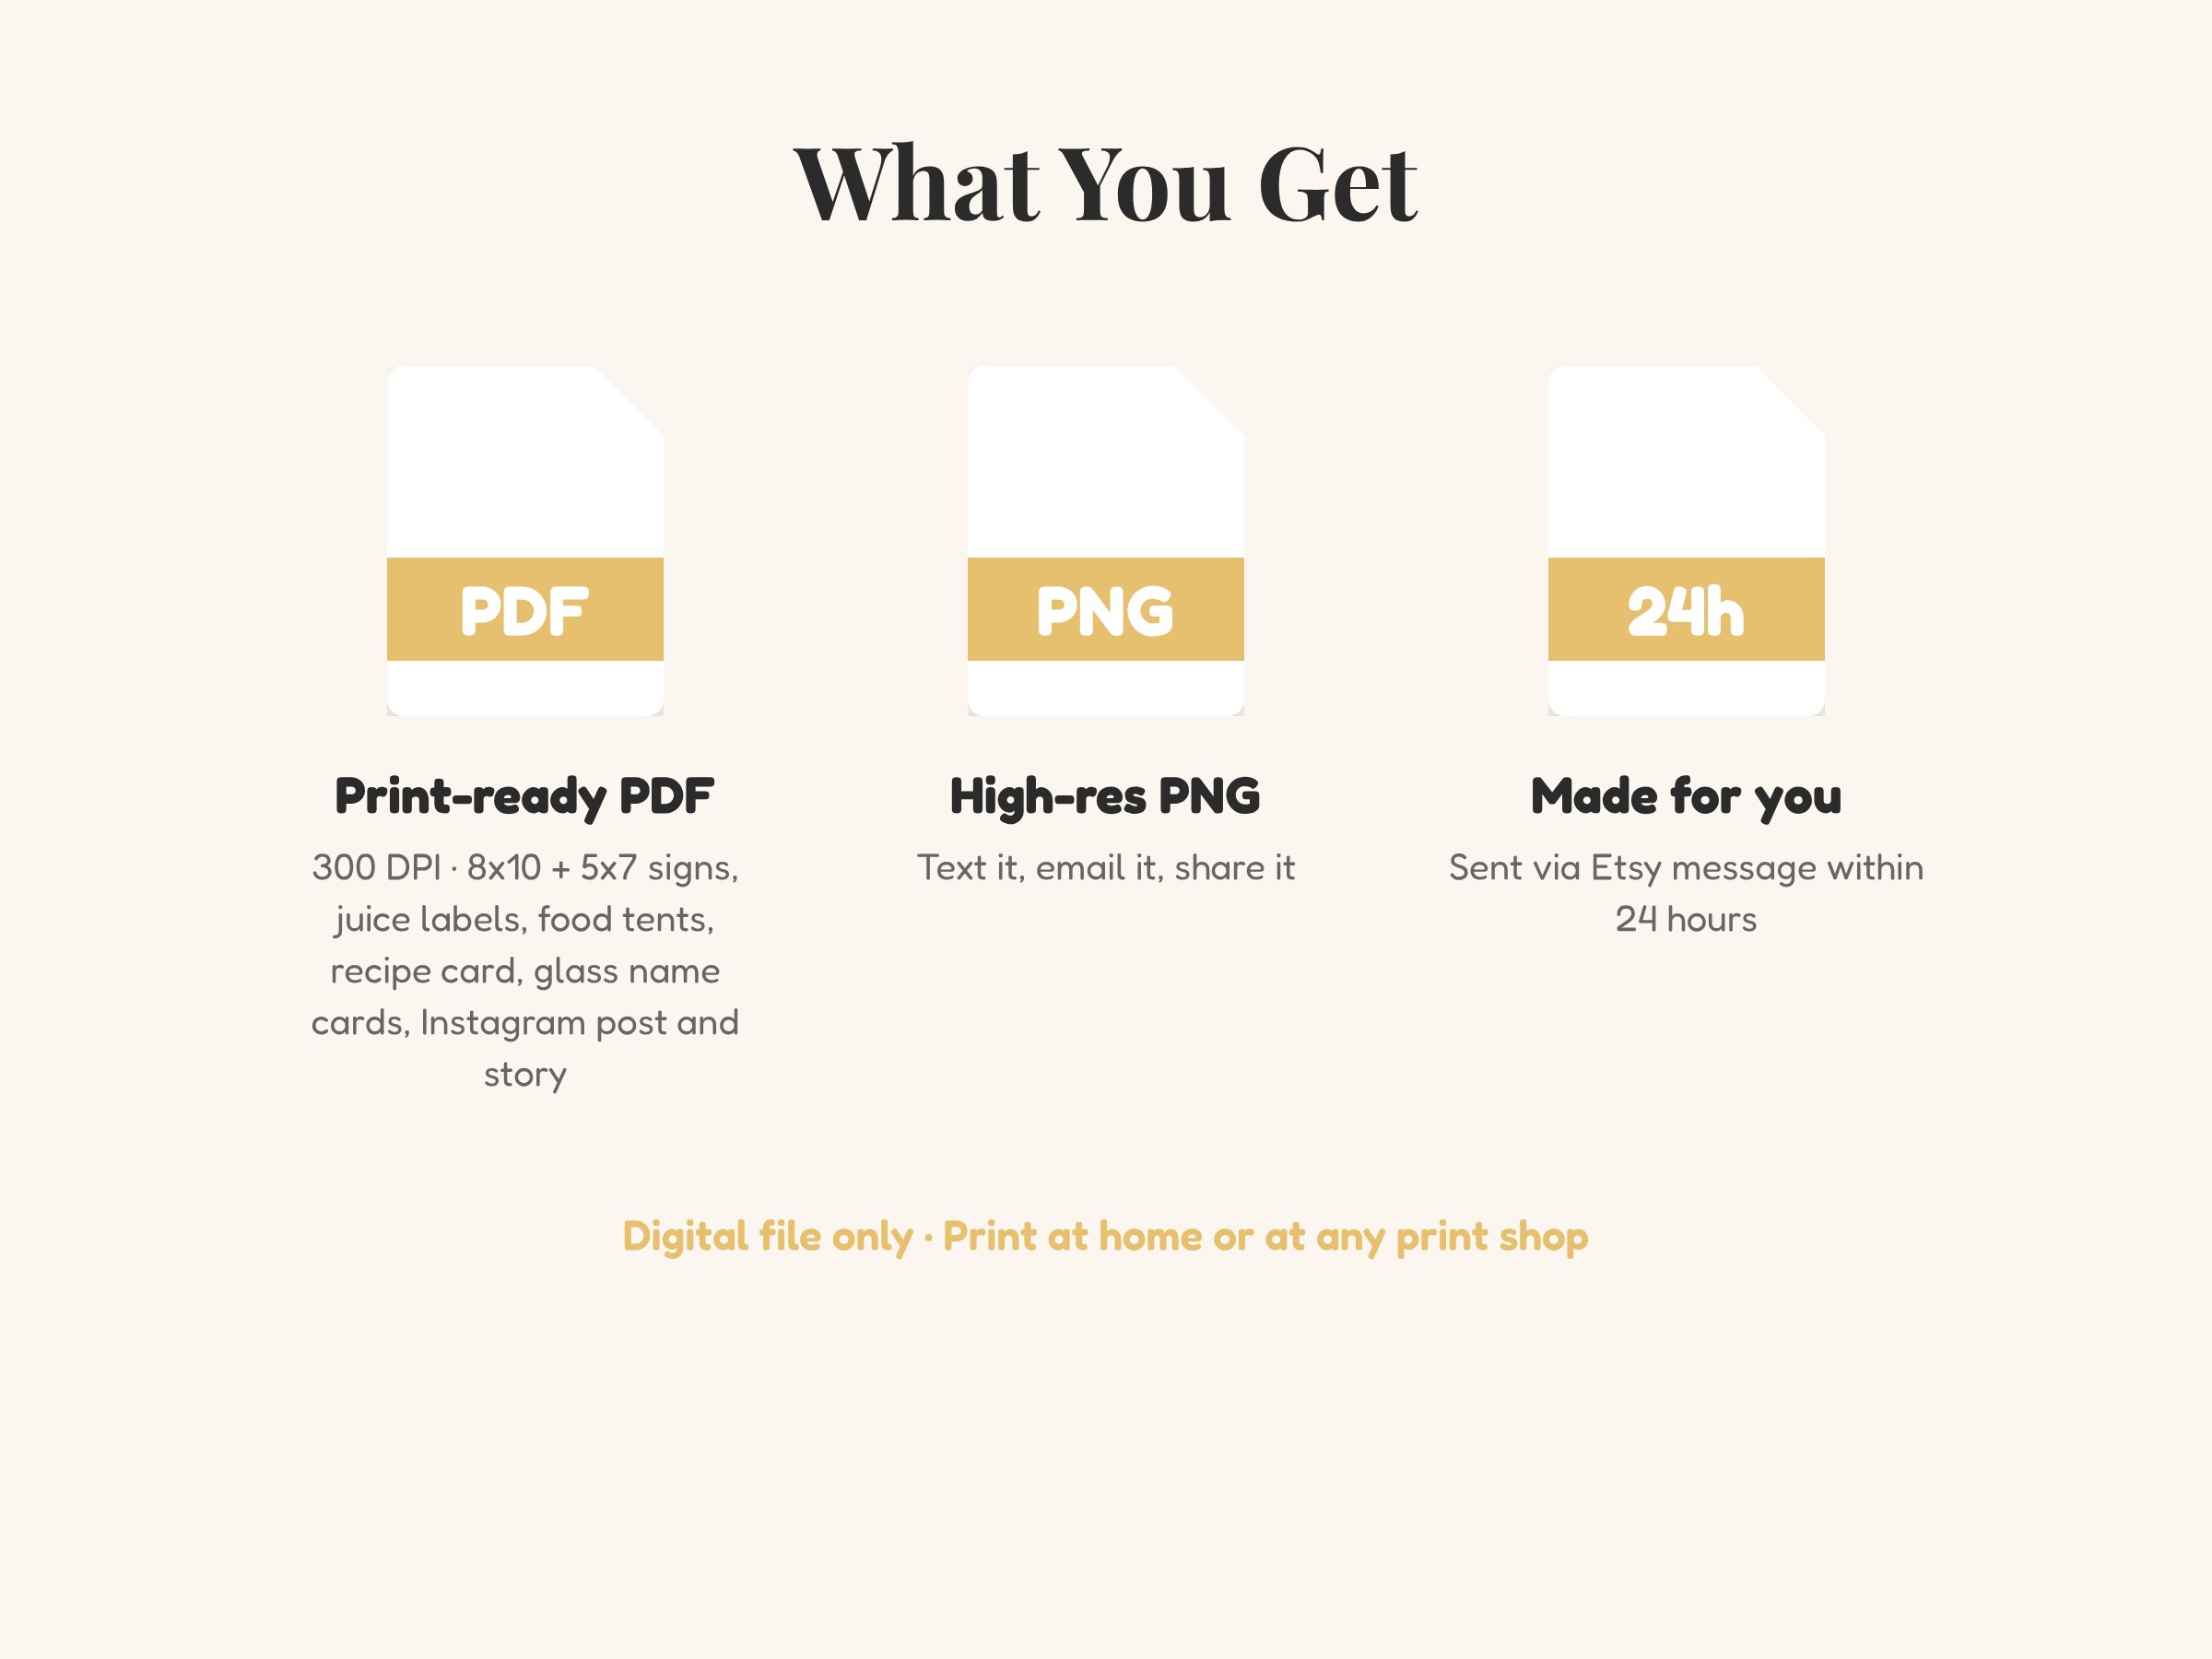 What You Get
PDF
PNG
24h
Print-ready PDF
300 DPI · 8x10 + 5x7 signs,
juice labels, food tents,
recipe card, glass name
cards, Instagram post and
story
High-res PNG
Text it, email it, share it
Made for you
Sent via Etsy message within
24 hours
Digital file only · Print at home or at any print shop